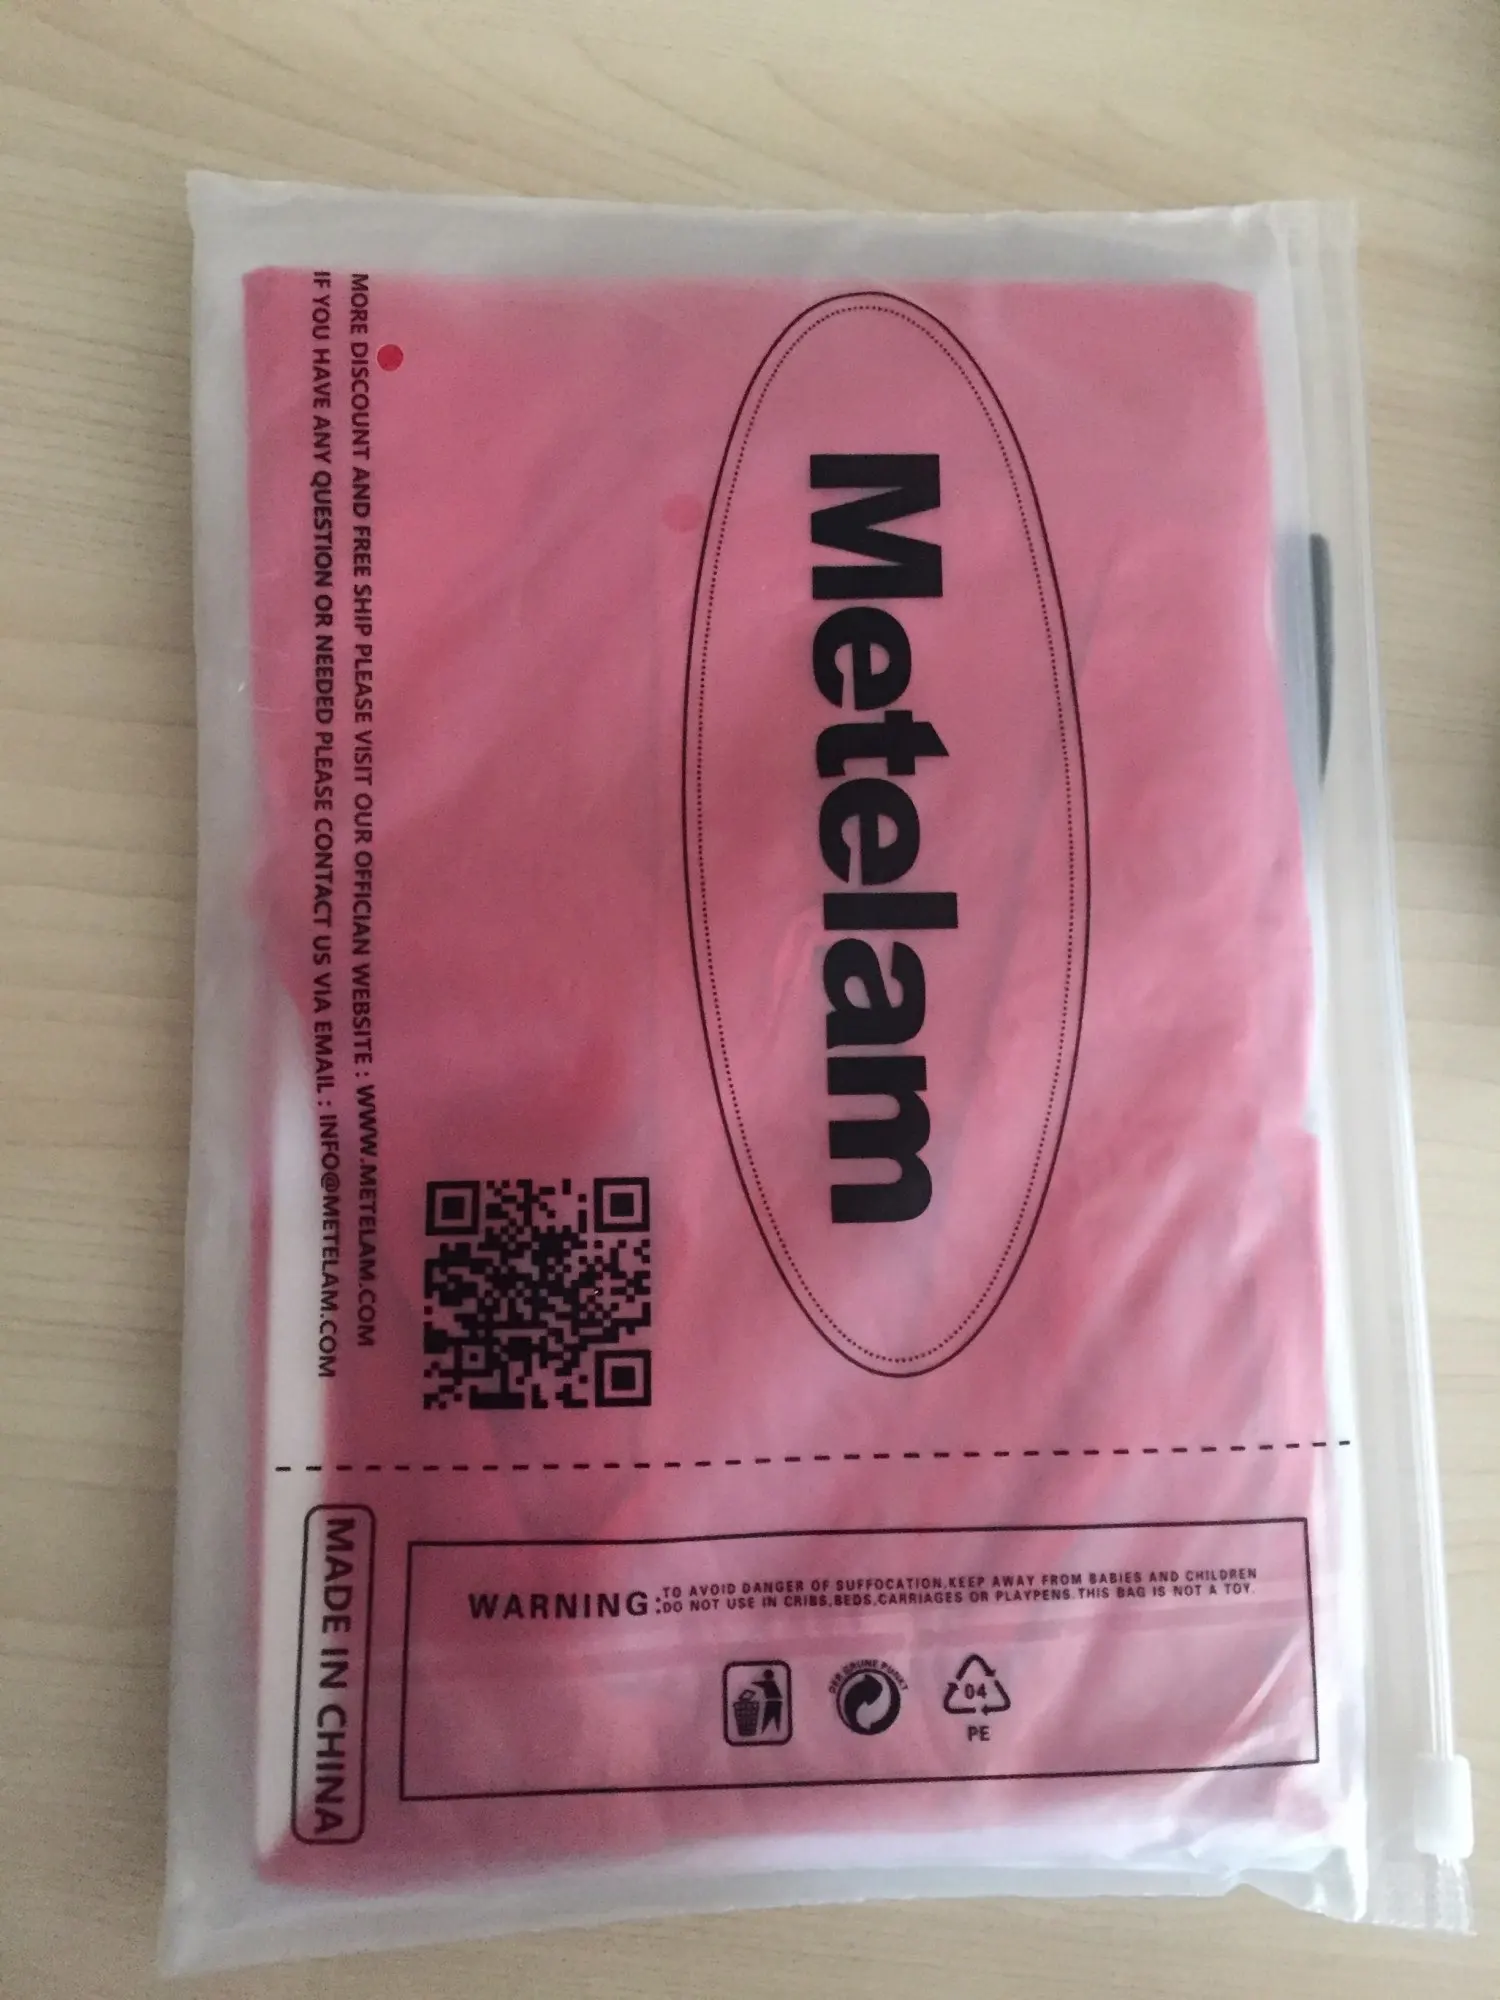 Metelam
MORE DISCOUNT AND FREE SHIP PLEASE VISIT OUR OFFICIAN WEBSITE : WWW.METELAM.COM
IF YOU HAVE ANY QUESTION OR NEEDED PLEASE CONTACT US VIA EMAIL : INFO@METELAM.COM
MADE IN CHINA
WARNING:
TO AVOID DANGER OF SUFFOCATION.KEEP AWAY FROM BABIES AND CHILDREN
DO NOT USE IN CRIBS,BEDS,CARRIAGES OR PLAYPENS.THIS BAG IS NOT A TOY.
DER GRÜNE PUNKT
04
PE